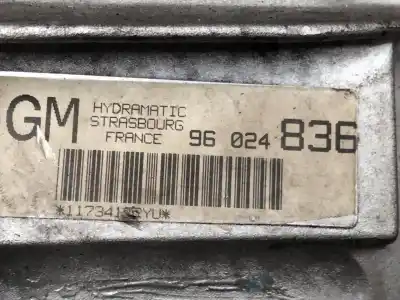 GM HYDRAMATIC
STRASBOURG
FRANCE 96 024 836